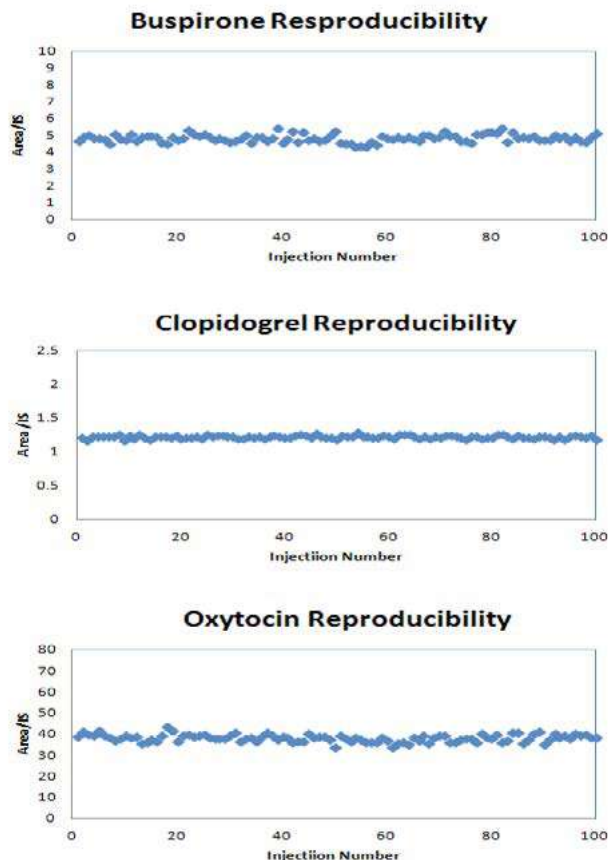 Buspirone Resproducibility
10
9
8
7
6
5
4
3
2
1
0
Area/IS
0 20 40 60 80 100
Injection Number
Clopidogrel Reproducibility
2.5
2
1.5
1
0.5
0
Area/IS
0 20 40 60 80 100
Injectiion Number
Oxytocin Reproducibility
80
70
60
50
40
30
20
10
0
Area/IS
0 20 40 60 80 100
Injectiion Number